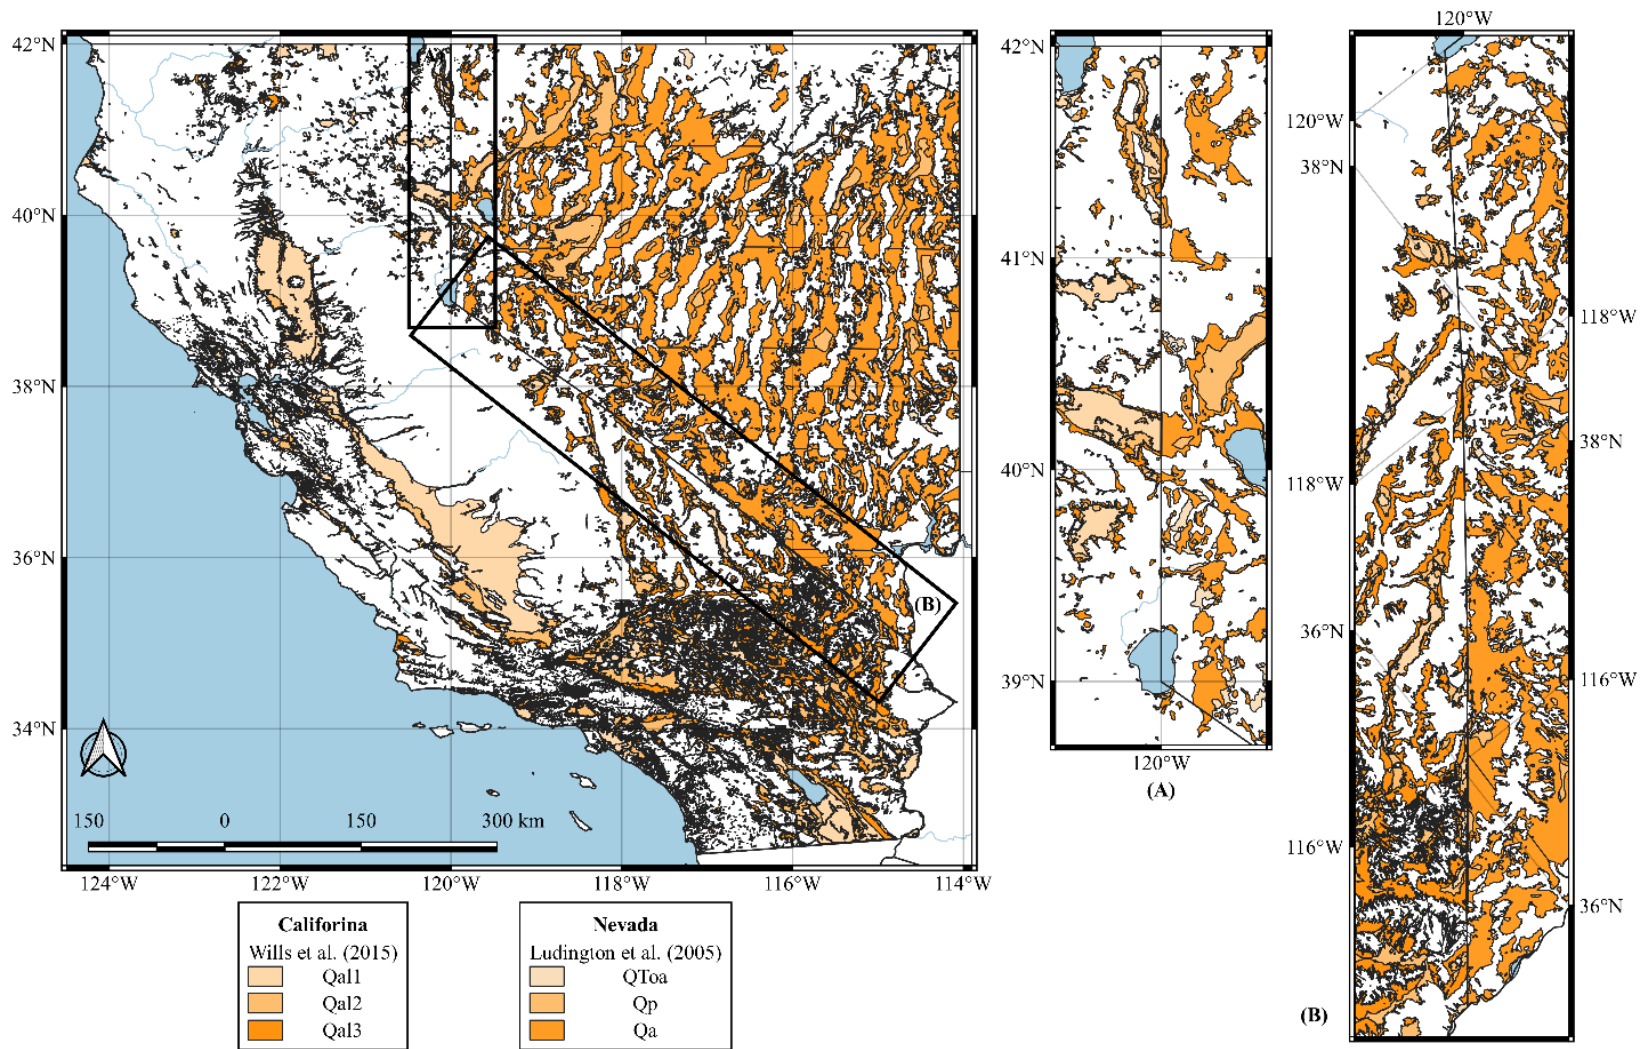 120°W
42°N
40°N
38°N
36°N
34°N
A
(B)
150 0 150 300 km
124°W 122°W 120°W 118°W 116°W 114°W
42°N
41°N
40°N
39°N
120°W
(A)
120°W
38°N
118°W
36°N
116°W
118°W
38°N
116°W
36°N
(B)
Califorina
Wills et al. (2015)
Qal1
Qal2
Qal3
Nevada
Ludington et al. (2005)
QToa
Qp
Qa